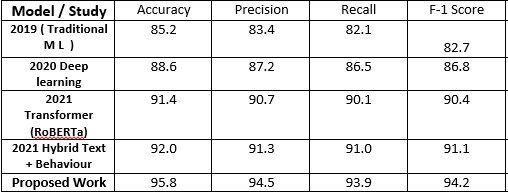 Model / Study Accuracy Precision Recall F-1 Score
2019 ( Traditional 85.2 83.4 82.1
M L ) 82.7
2020 Deep 88.6 87.2 86.5 86.8
learning
2021 91.4 90.7 90.1 90.4
Transformer
(RoBERTa)
2021 Hybrid Text 92.0 91.3 91.0 91.1
+ Behaviour
Proposed Work 95.8 94.5 93.9 94.2